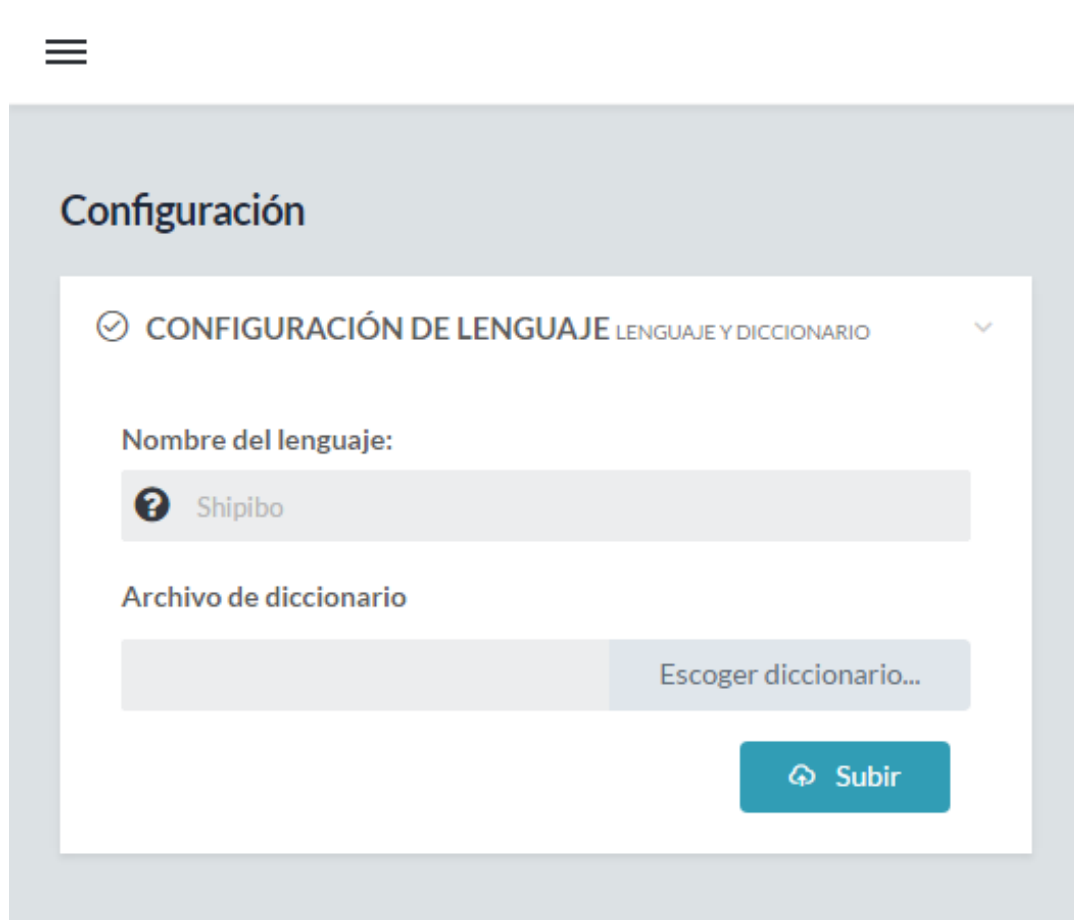 Configuración
CONFIGURACIÓN DE LENGUAJE LENGUAJE Y DICCIONARIO
Nombre del lenguaje:
Shipibo
Archivo de diccionario
Escoger diccionario...
Subir